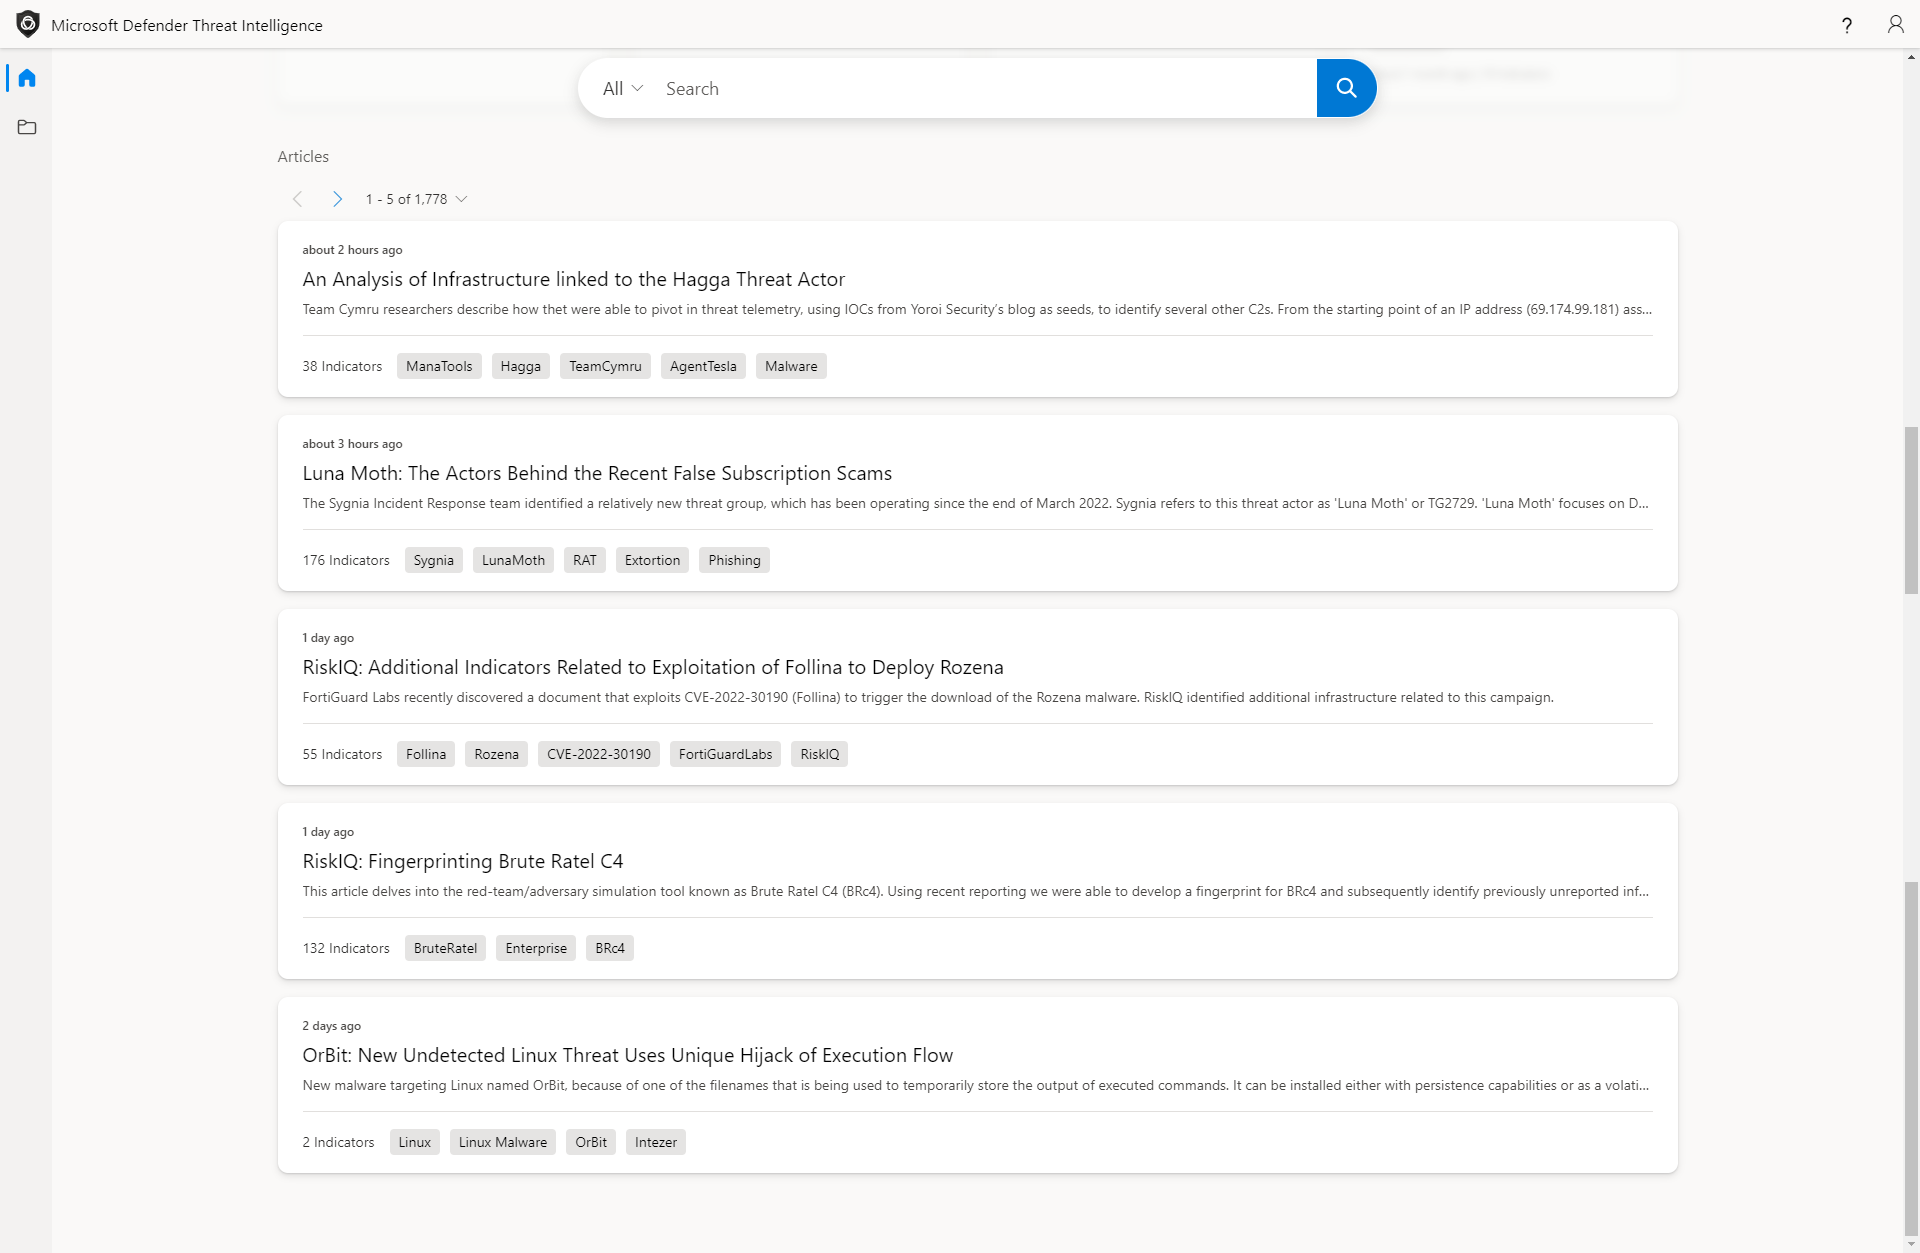 Microsoft Defender Threat Intelligence
?
All
Search
Articles
1 - 5 of 1,778
about 2 hours ago
An Analysis of Infrastructure linked to the Hagga Threat Actor
Team Cymru researchers describe how thet were able to pivot in threat telemetry, using IOCs from Yoroi Security’s blog as seeds, to identify several other C2s. From the starting point of an IP address (69.174.99.181) ass...
38 Indicators ManaTools Hagga TeamCymru AgentTesla Malware
about 3 hours ago
Luna Moth: The Actors Behind the Recent False Subscription Scams
The Sygnia Incident Response team identified a relatively new threat group, which has been operating since the end of March 2022. Sygnia refers to this threat actor as 'Luna Moth' or TG2729. 'Luna Moth' focuses on D...
176 Indicators Sygnia LunaMoth RAT Extortion Phishing
1 day ago
RiskIQ: Additional Indicators Related to Exploitation of Follina to Deploy Rozena
FortiGuard Labs recently discovered a document that exploits CVE-2022-30190 (Follina) to trigger the download of the Rozena malware. RiskIQ identified additional infrastructure related to this campaign.
55 Indicators Follina Rozena CVE-2022-30190 FortiGuardLabs RiskIQ
1 day ago
RiskIQ: Fingerprinting Brute Ratel C4
This article delves into the red-team/adversary simulation tool known as Brute Ratel C4 (BRc4). Using recent reporting we were able to develop a fingerprint for BRc4 and subsequently identify previously unreported inf...
132 Indicators BruteRatel Enterprise BRc4
2 days ago
OrBit: New Undetected Linux Threat Uses Unique Hijack of Execution Flow
New malware targeting Linux named OrBit, because of one of the filenames that is being used to temporarily store the output of executed commands. It can be installed either with persistence capabilities or as a volati...
2 Indicators Linux Linux Malware OrBit Intezer